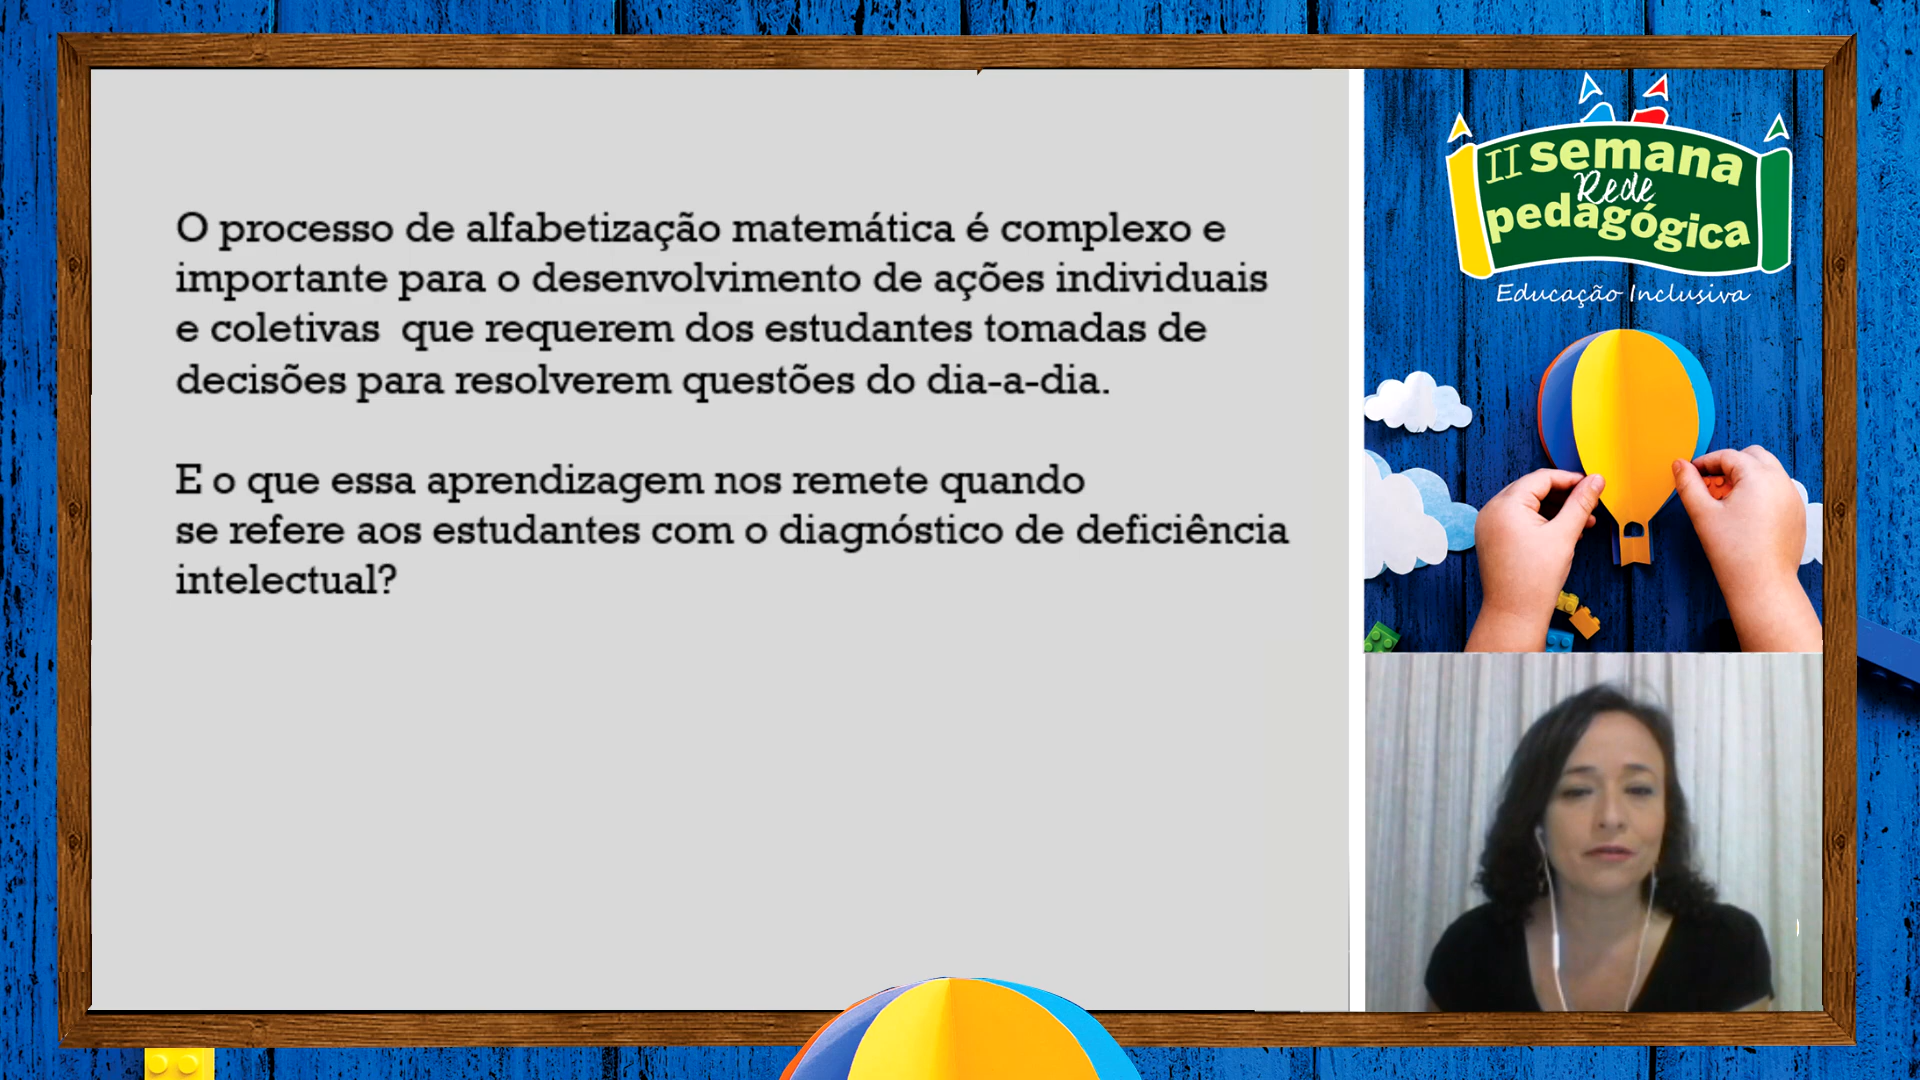 O processo de alfabetização matemática é complexo e
importante para o desenvolvimento de ações individuais
e coletivas que requerem dos estudantes tomadas de
decisões para resolverem questões do dia-a-dia.
E o que essa aprendizagem nos remete quando
se refere aos estudantes com o diagnóstico de deficiência
intelectual?
II semana
Rede
pedagógica
Educação Inclusiva